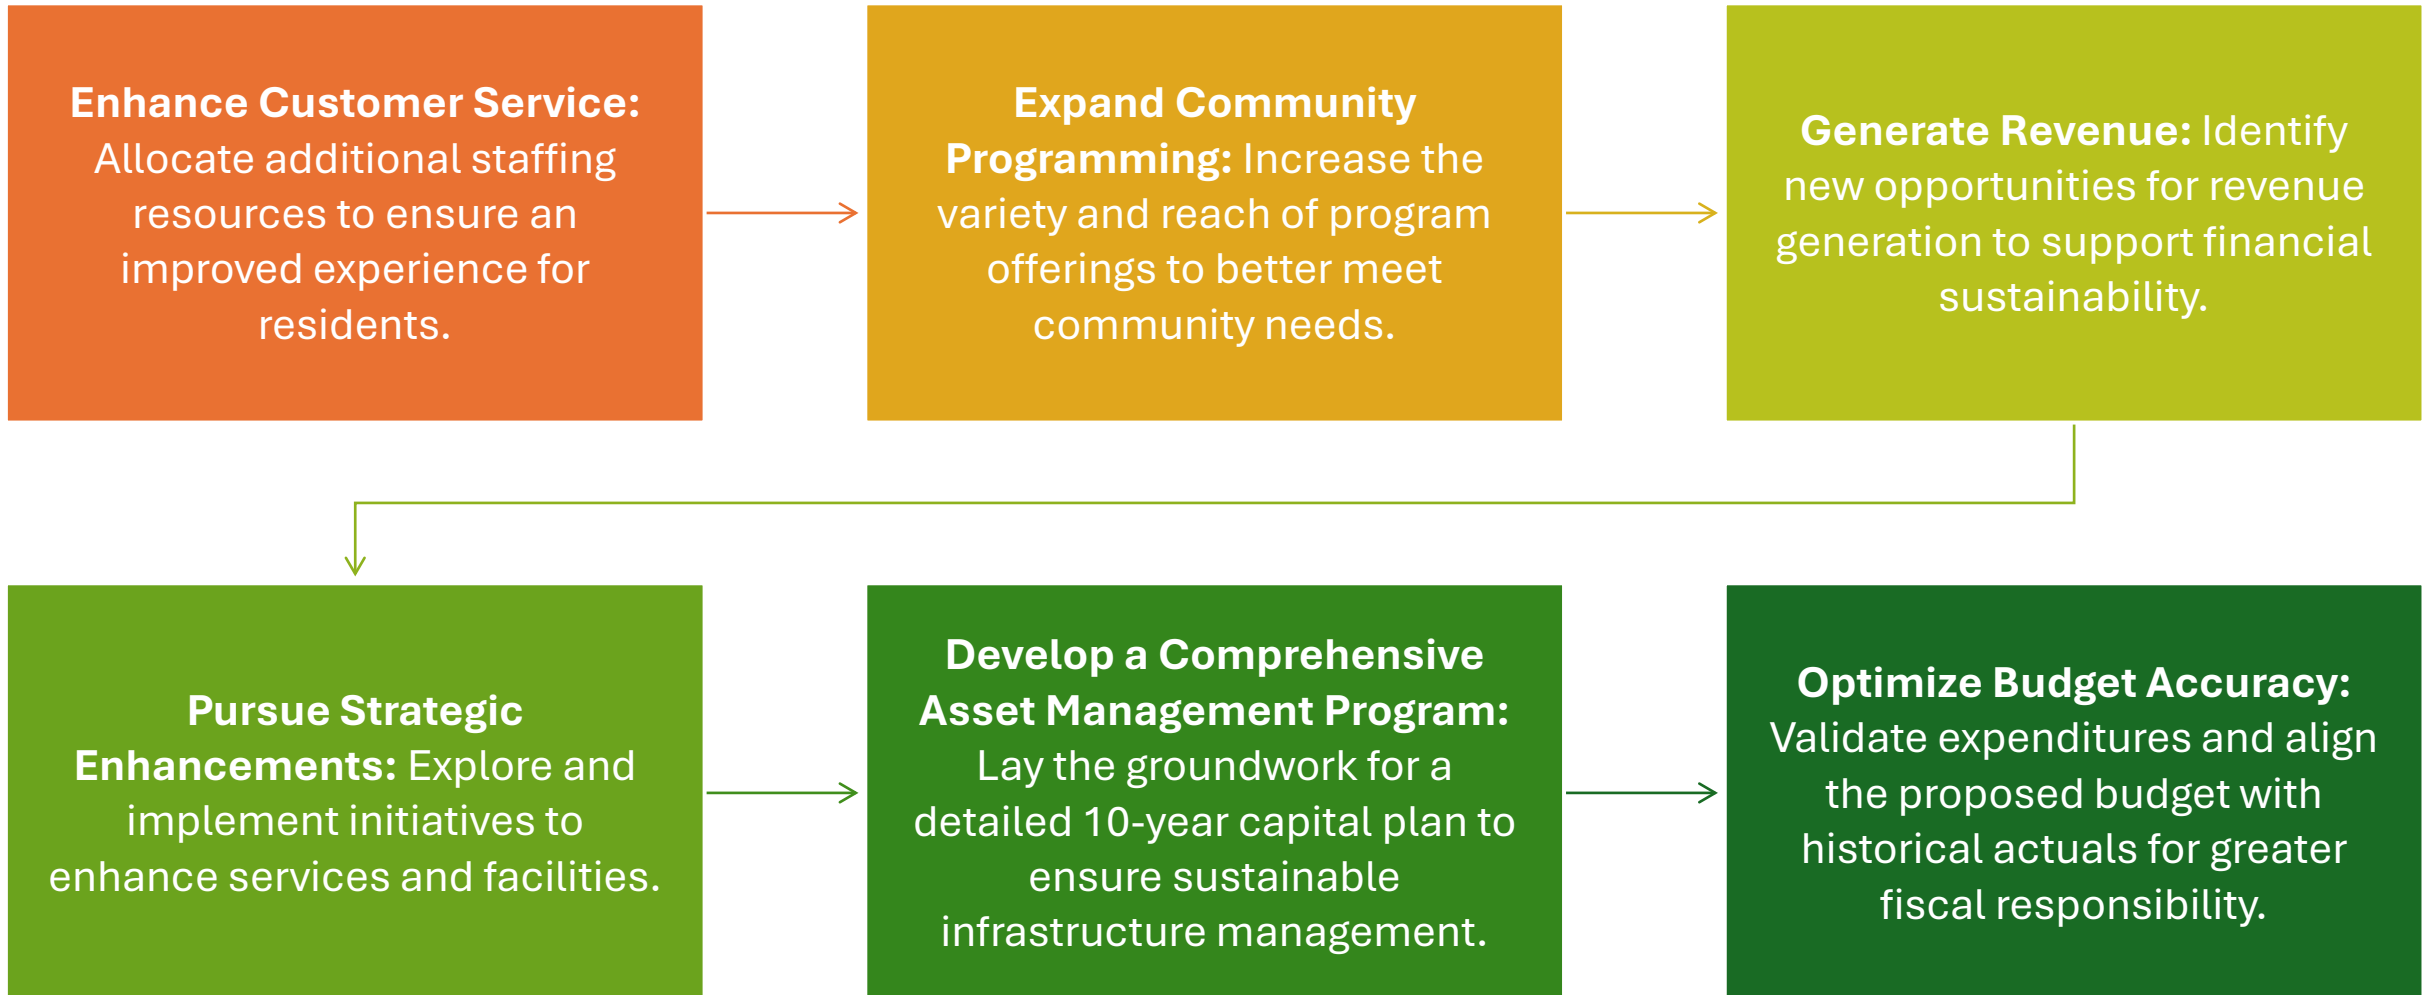 Enhance Customer Service:
Allocate additional staffing
resources to ensure an
improved experience for
residents.
Expand Community
Programming: Increase the
variety and reach of program
offerings to better meet
community needs.
Generate Revenue: Identify
new opportunities for revenue
generation to support financial
sustainability.
Pursue Strategic
Enhancements: Explore and
implement initiatives to
enhance services and facilities.
Develop a Comprehensive
Asset Management Program:
Lay the groundwork for a
detailed 10-year capital plan to
ensure sustainable
infrastructure management.
Optimize Budget Accuracy:
Validate expenditures and align
the proposed budget with
historical actuals for greater
fiscal responsibility.